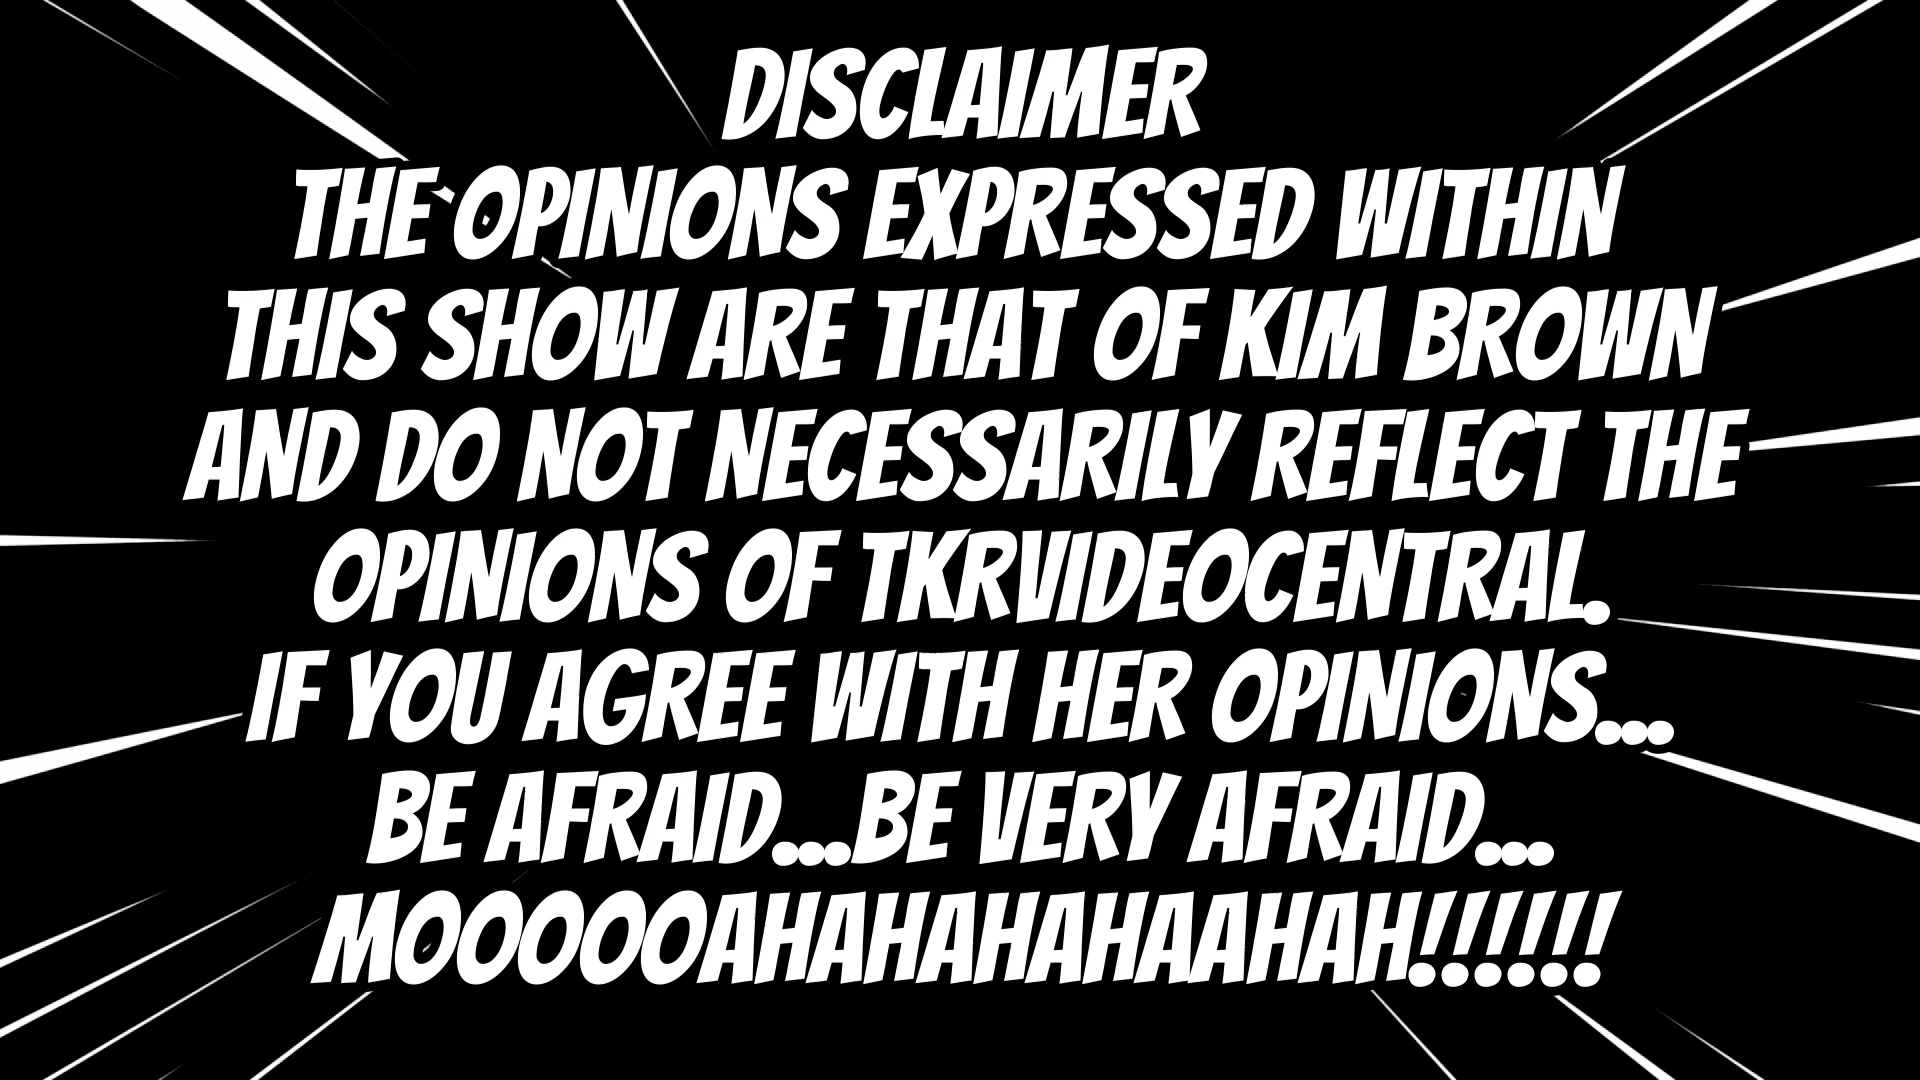 DISCLAIMER
THE OPINIONS EXPRESSED WITHIN
THIS SHOW ARE THAT OF KIM BROWN
AND DO NOT NECESSARILY REFLECT THE
OPINIONS OF TKRVIDEOCENTRAL.
IF YOU AGREE WITH HER OPINIONS...
BE AFRAID...BE VERY AFRAID...
MOOOOOAHAHAHAHAHAAHAH!!!!!!